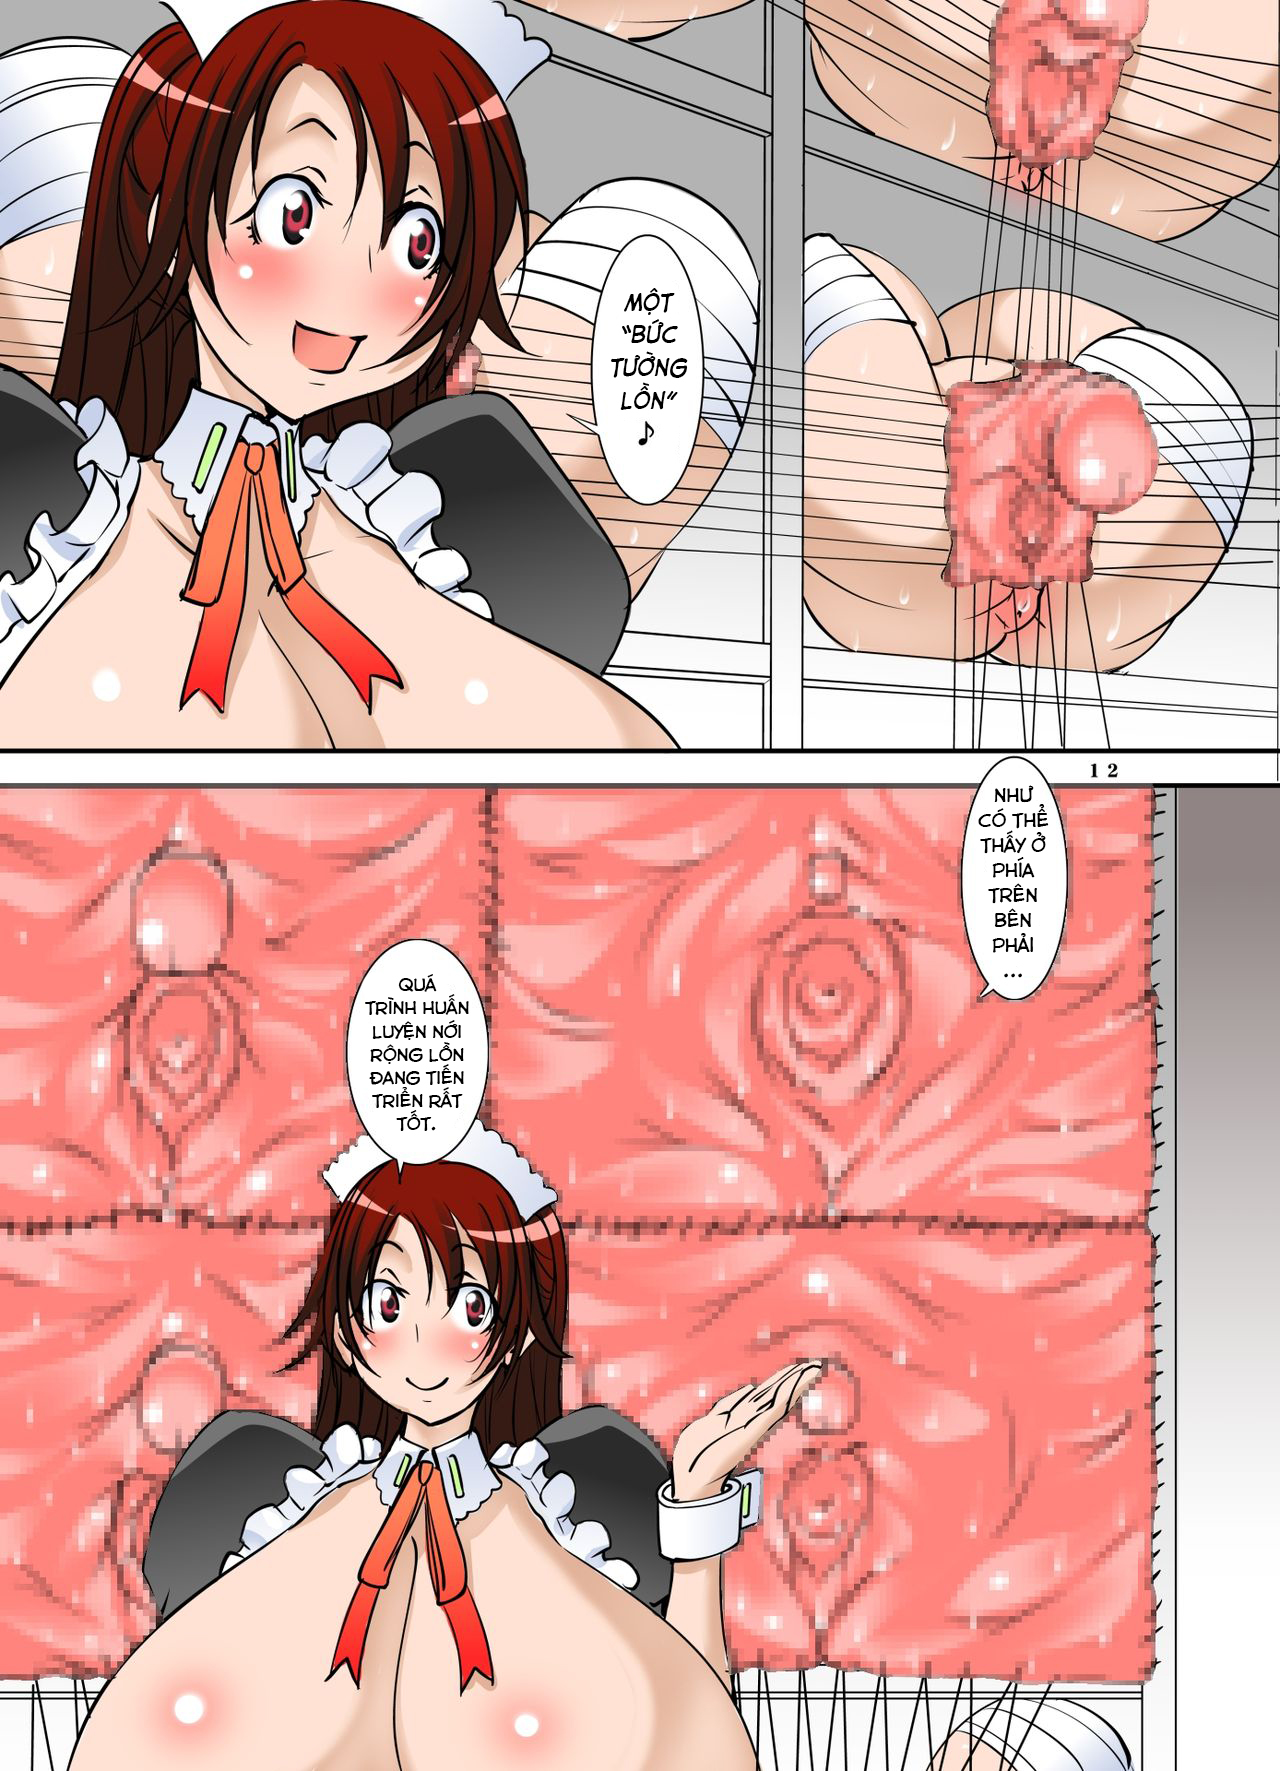 MỘT
"BỨC
TƯỜNG
LỒN"
♪
12
NHƯ
CÓ THỂ
THẤY Ở
PHÍA
TRÊN
BÊN
PHẢI
...
QUÁ
TRÌNH HUẤN
LUYỆN NỚI
RỘNG LỒN
ĐANG TIẾN
TRIỂN RẤT
TỐT.